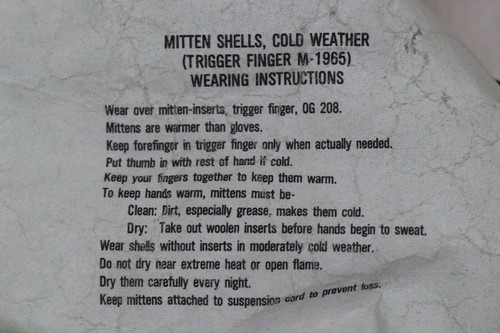 MITTEN SHELLS, COLD WEATHER
(TRIGGER FINGER M-1965)
WEARING INSTRUCTIONS
Wear over mitten-inserts, trigger finger, OG 208.
Mittens are warmer than gloves.
Keep forefinger in trigger finger only when actually needed.
Put thumb in with rest of hand if cold.
Keep your fingers together to keep them warm.
To keep hands warm, mittens must be-
Clean: Dirt, especially grease, makes them cold.
Dry: Take out woolen inserts before hands begin to sweat.
Wear shells without inserts in moderately cold weather.
Do not dry near extreme heat or open flame.
Dry them carefully every night.
Keep mittens attached to suspension cord to prevent loss.